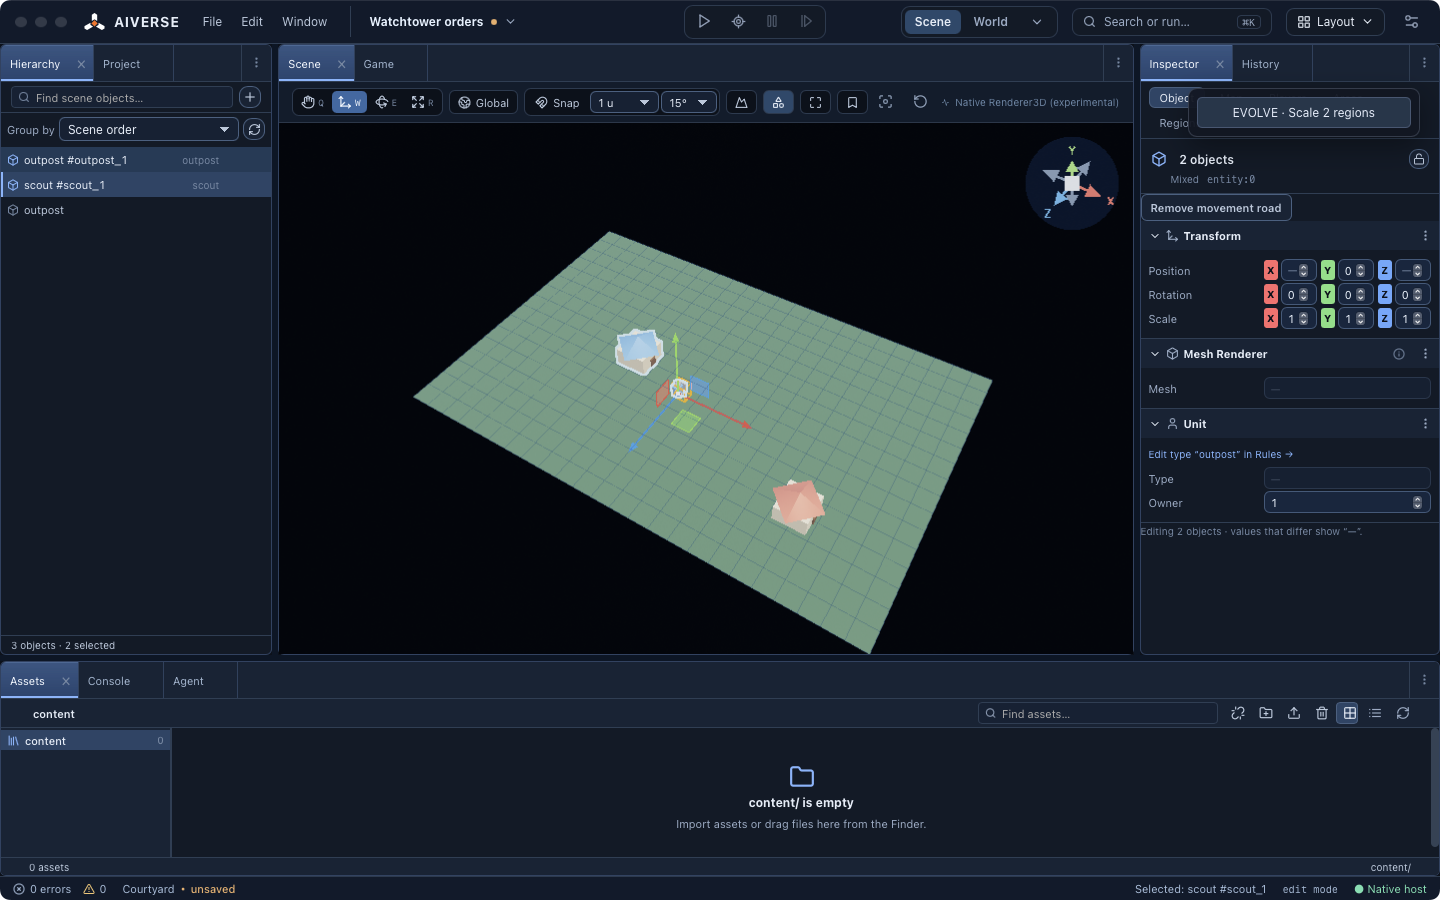 AIVERSE File Edit Window Watchtower orders Scene World Search or run... ⌘K Layout
Hierarchy Project
Find scene objects...
Group by Scene order
outpost #outpost_1 outpost
scout #scout_1 scout
outpost
3 objects · 2 selected
Scene Game
Q W E R Global Snap 1 u 15° Native Renderer3D (experimental)
Y
X
Z
Inspector History
Objec
EVOLVE · Scale 2 regions
Regio
2 objects
Mixed entity:0
Remove movement road
Transform
Position X — Y 0 Z —
Rotation X 0 Y 0 Z 0
Scale X 1 Y 1 Z 1
Mesh Renderer
Mesh —
Unit
Edit type “outpost” in Rules →
Type —
Owner 1
Editing 2 objects · values that differ show “—”.
Assets Console Agent
content Find assets...
content 0
content/ is empty
Import assets or drag files here from the Finder.
0 assets content/
0 errors 0 Courtyard • unsaved Selected: scout #scout_1 edit mode Native host